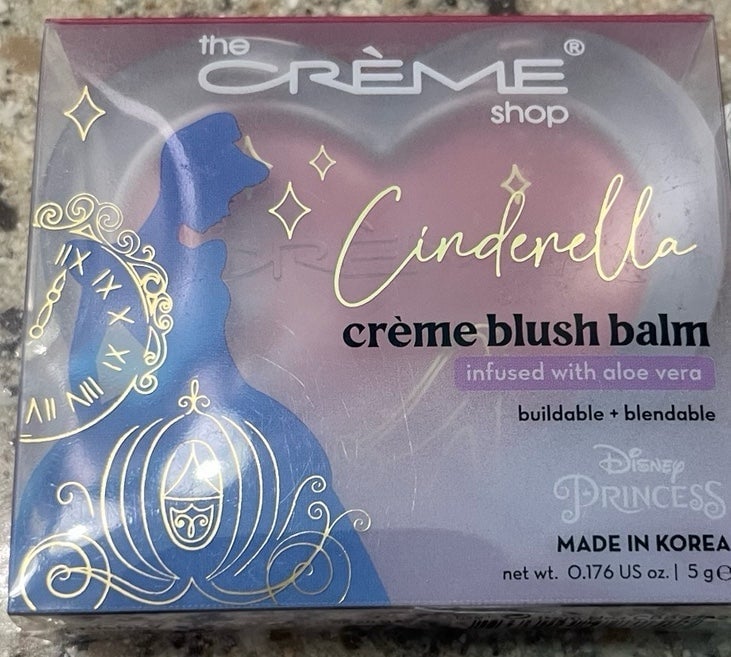 the
CRÈME®
shop
Cinderella
crème blush balm
infused with aloe vera
buildable + blendable
Disney
PRINCESS
MADE IN KOREA
net wt. 0.176 US oz. | 5 g e